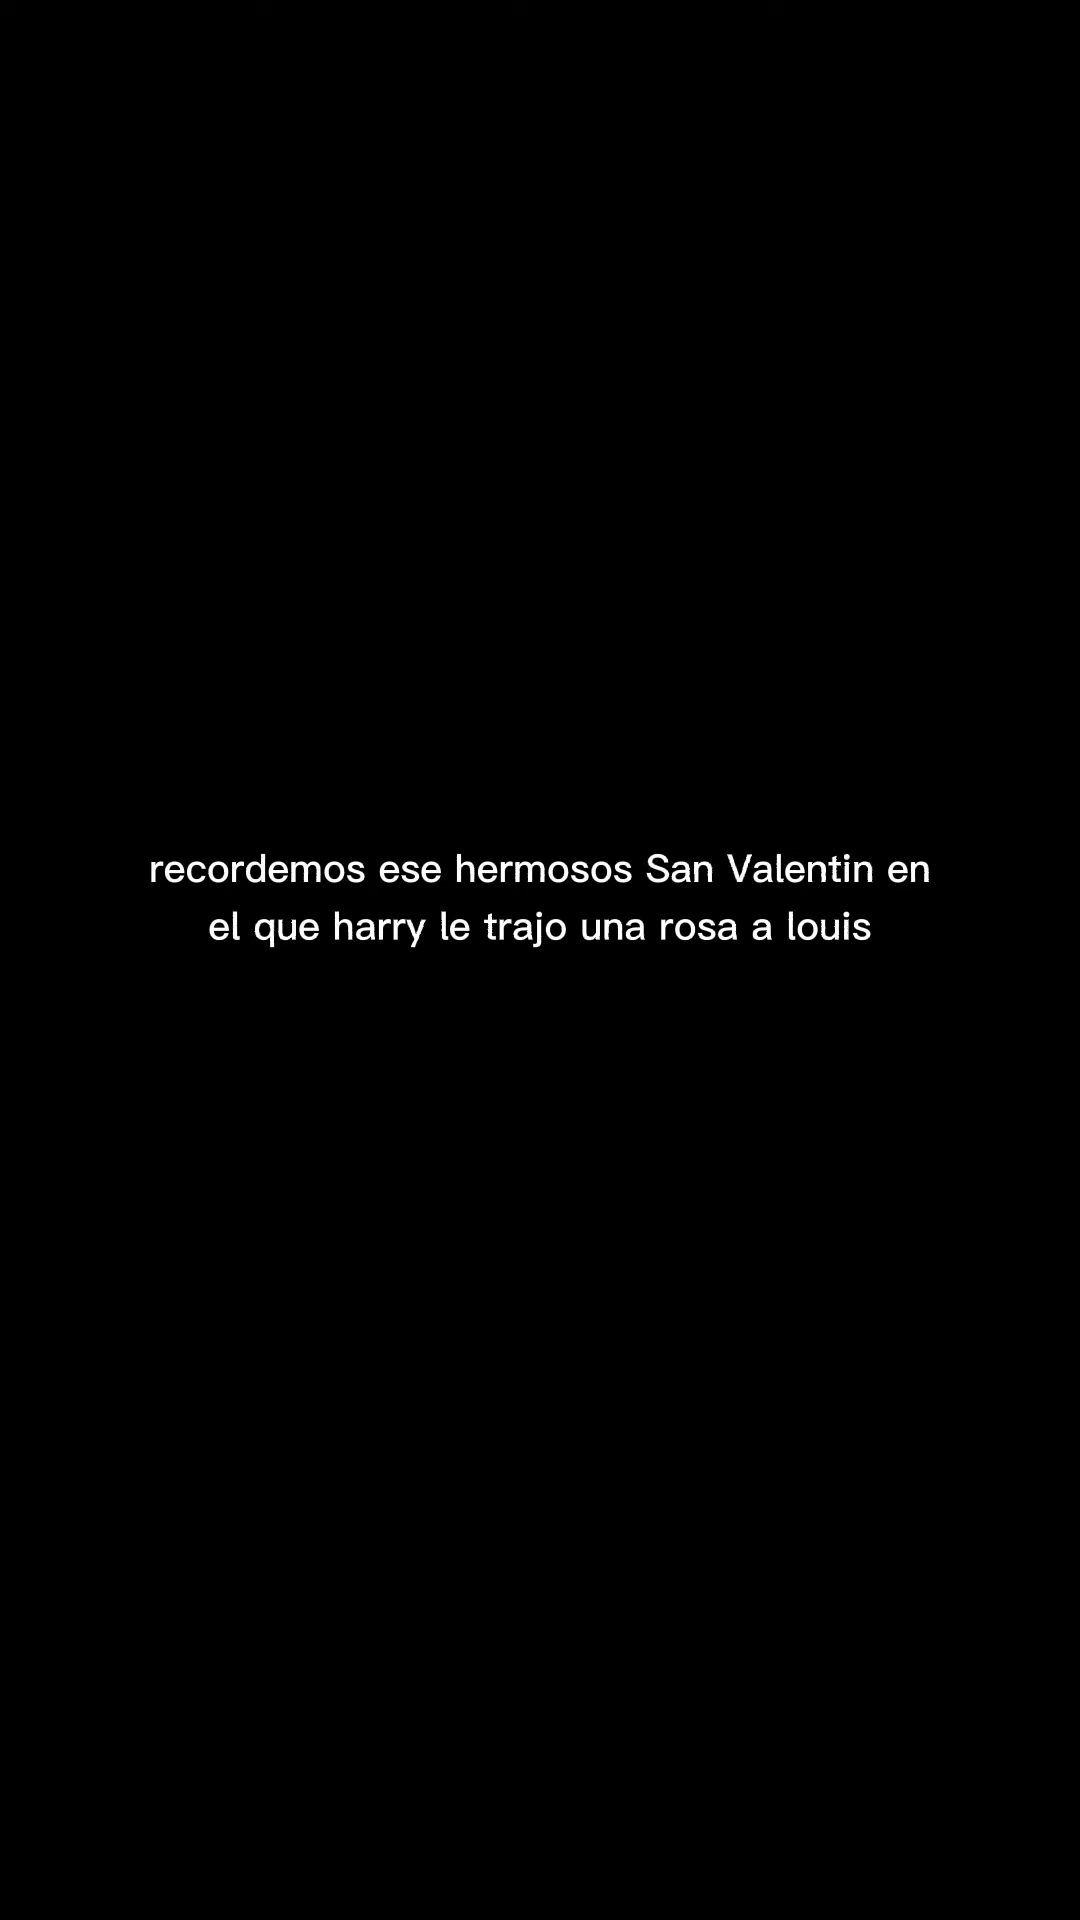 recordemos ese hermosos San Valentin en
el que harry le trajo una rosa a louis